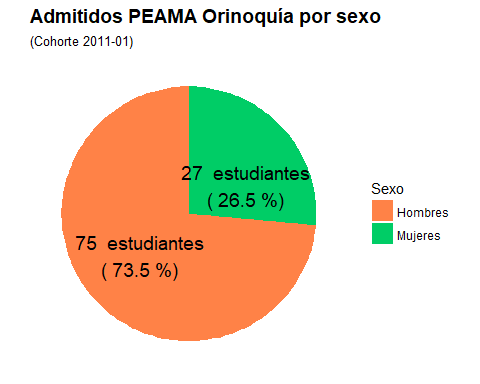 Admitidos PEAMA Orinoquía por sexo
(Cohorte 2011-01)
27 estudiantes
( 26.5 %)
75 estudiantes
( 73.5 %)
Sexo
Hombres
Mujeres